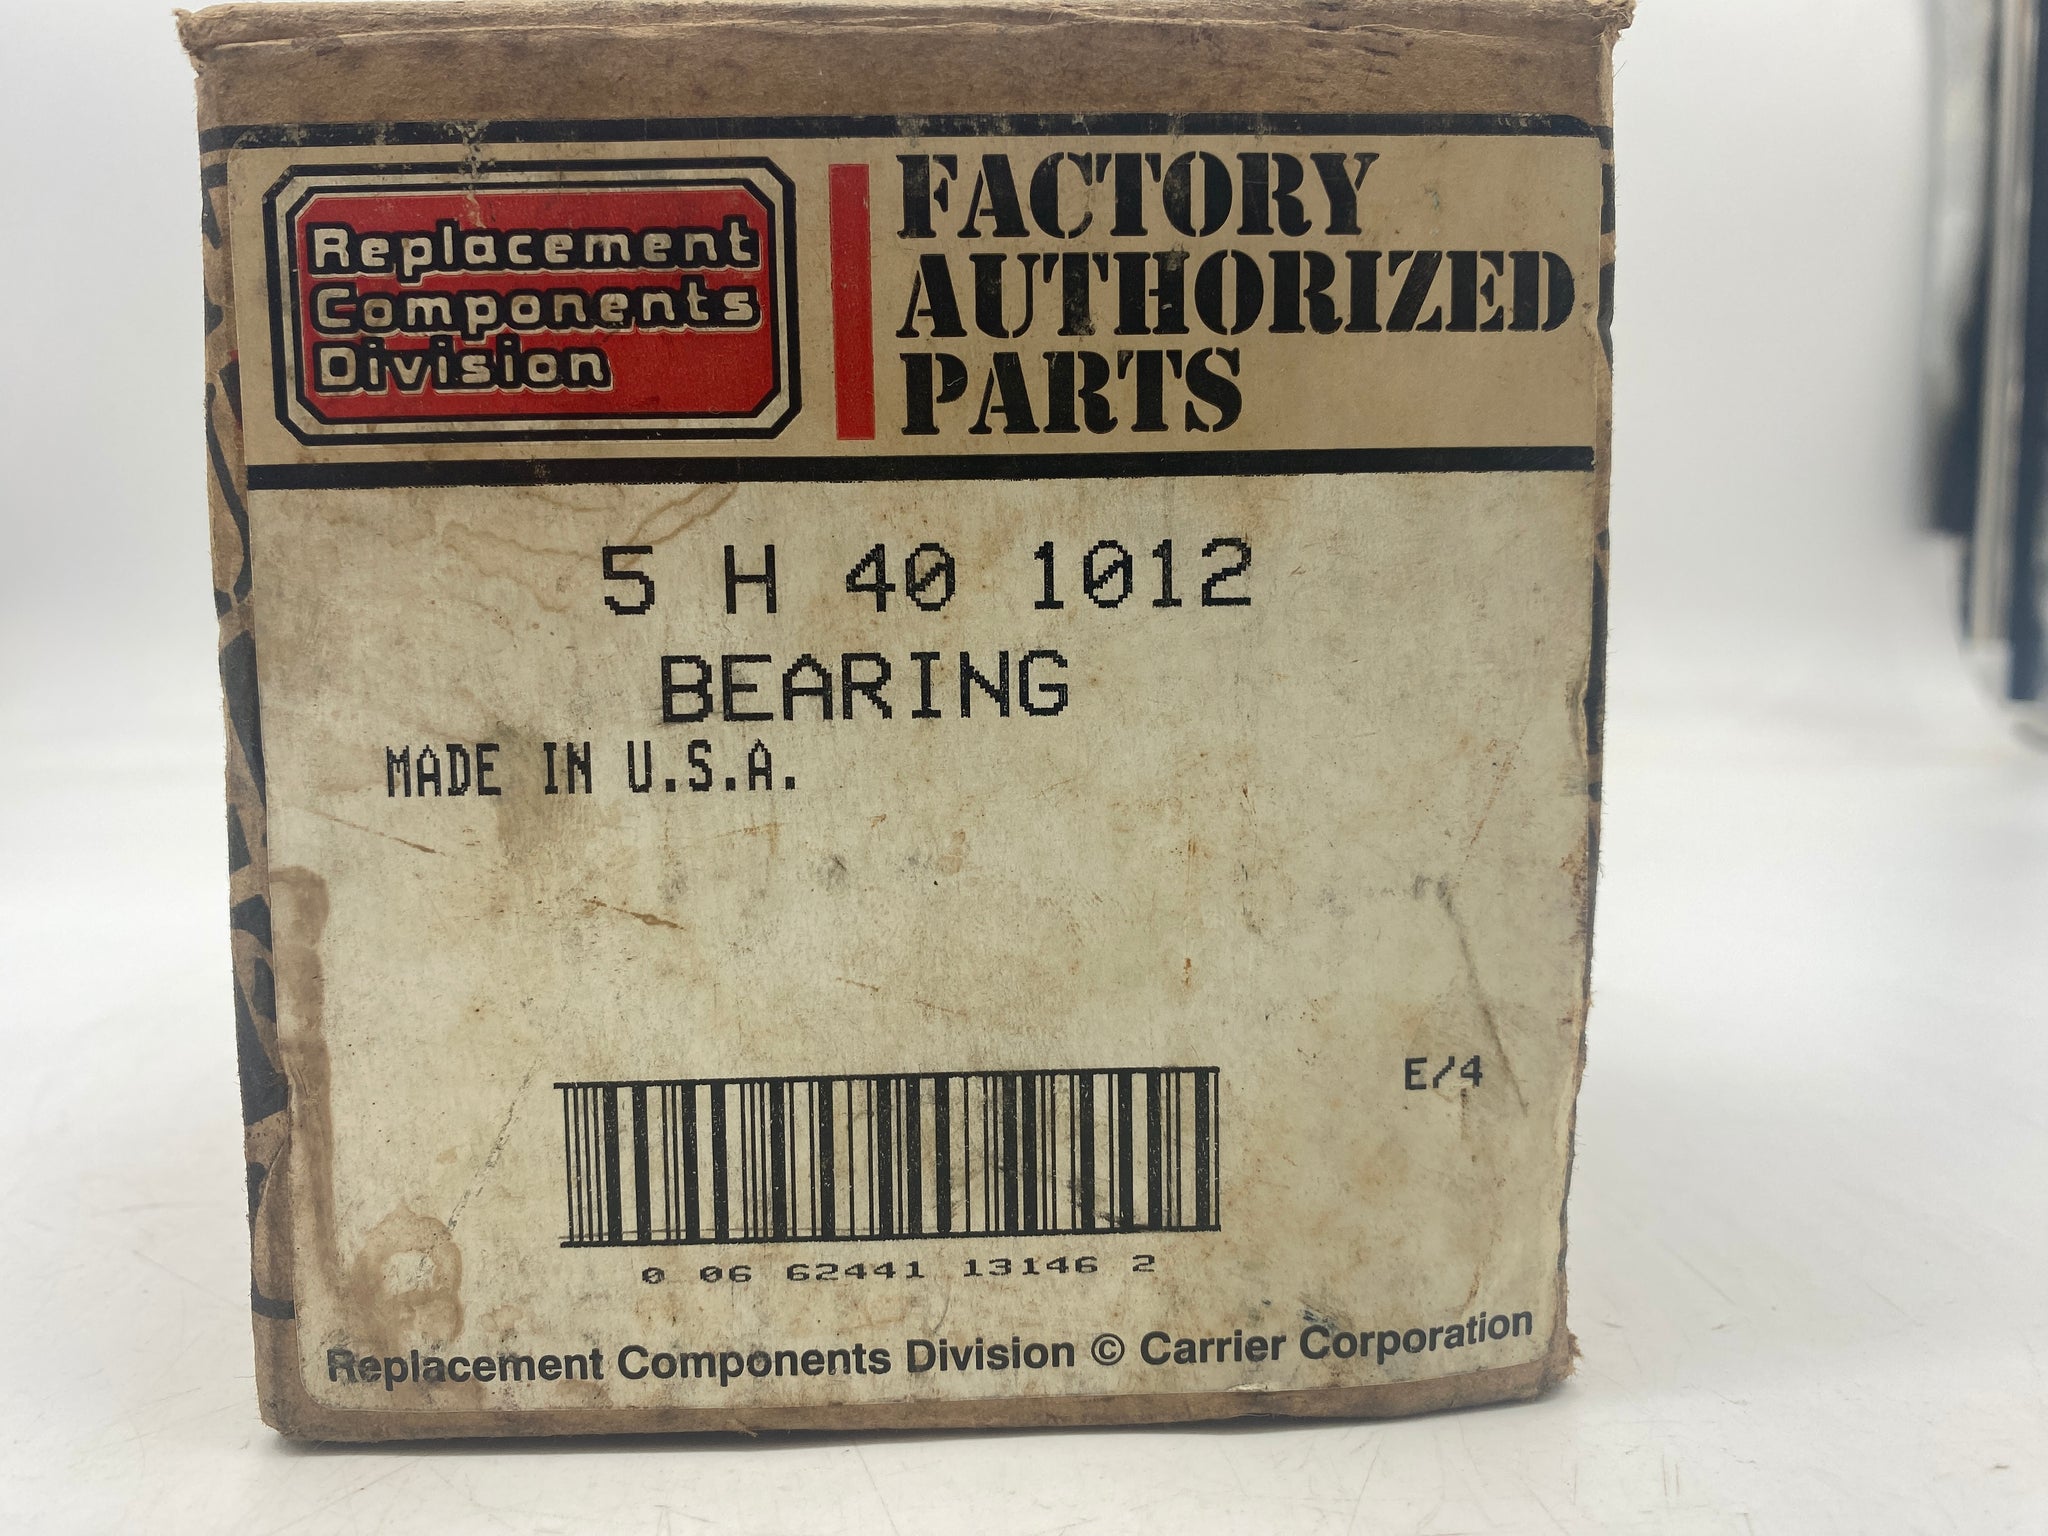 Replacement
Components
Division
FACTORY
AUTHORIZED
PARTS
5 H 40 1012
BEARING
MADE IN U.S.A.
E/4
0 06 62441 13146 2
Replacement Components Division © Carrier Corporation